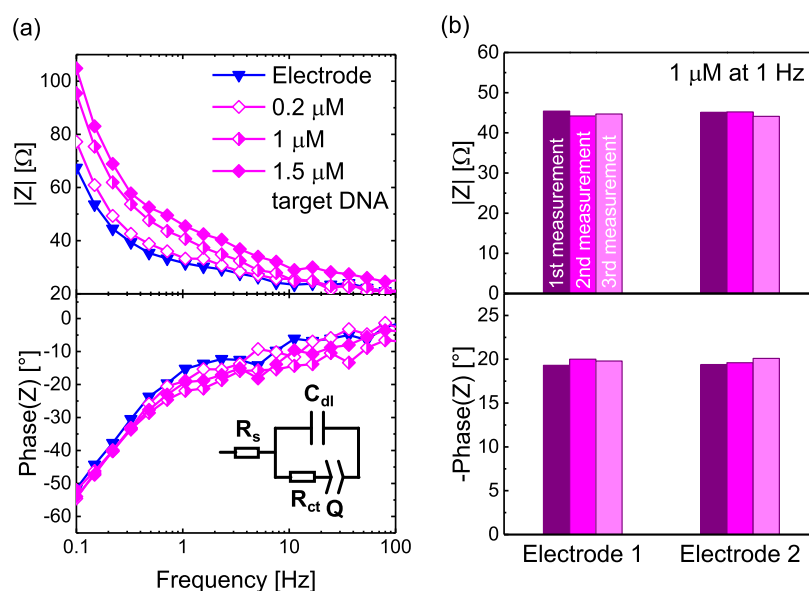 (a)
|Z| [Ω]
100
80
60
40
20
Electrode
0.2 μM
1 μM
1.5 μM
target DNA
Phase(Z) [°]
0
-10
-20
-30
-40
-50
-60
Rs
Cdl
Rct
Q
0.1
1
10
100
Frequency [Hz]
(b)
|Z| [Ω]
60
50
40
30
20
10
0
1 μM at 1 Hz
1st measurement
2nd measurement
3rd measurement
-Phase(Z) [°]
25
20
15
10
5
0
Electrode 1
Electrode 2